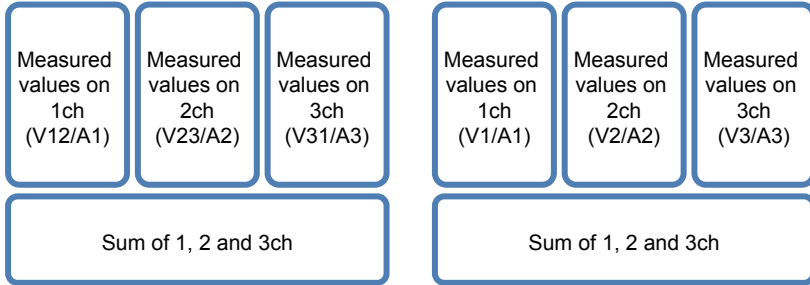 Measured
values on
1ch
(V12/A1)
Measured
values on
2ch
(V23/A2)
Measured
values on
3ch
(V31/A3)
Sum of 1, 2 and 3ch
Measured
values on
1ch
(V1/A1)
Measured
values on
2ch
(V2/A2)
Measured
values on
3ch
(V3/A3)
Sum of 1, 2 and 3ch